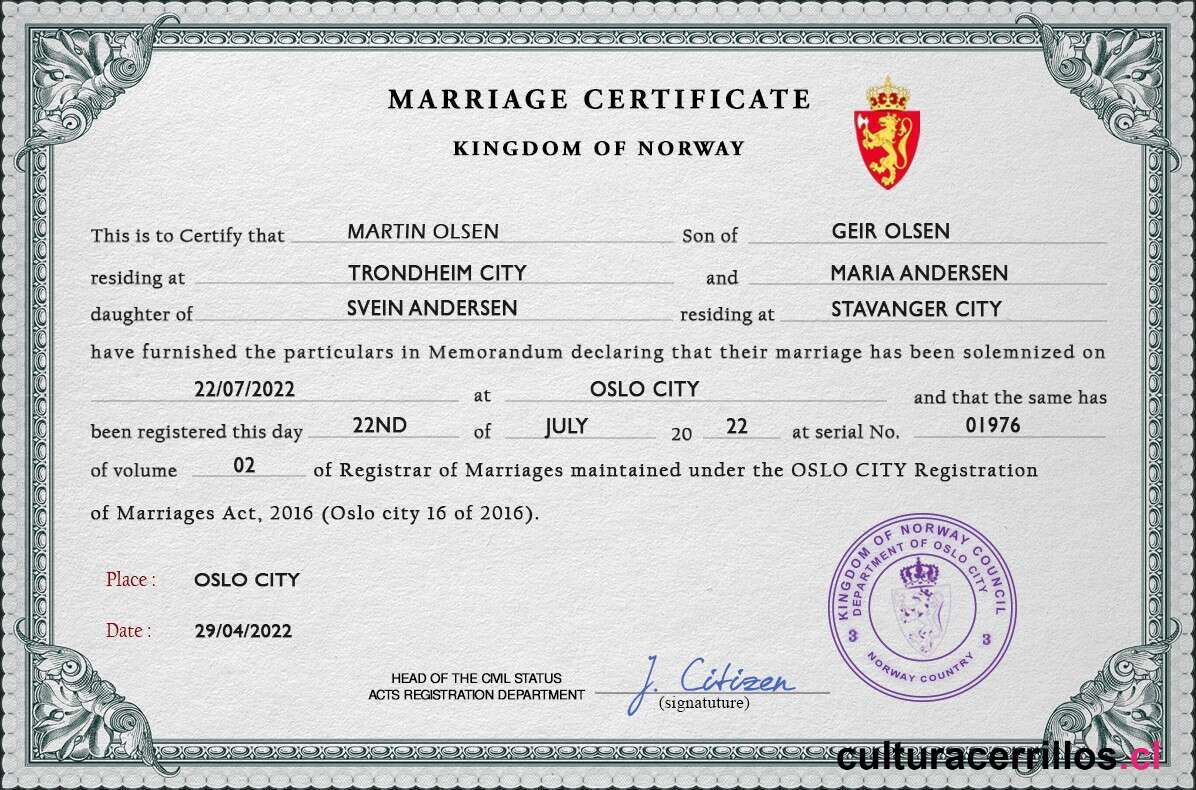 MARRIAGE CERTIFICATE
KINGDOM OF NORWAY
This is to Certify that MARTIN OLSEN Son of GEIR OLSEN
residing at TRONDHEIM CITY and MARIA ANDERSEN
daughter of SVEIN ANDERSEN residing at STAVANGER CITY
have furnished the particulars in Memorandum declaring that their marriage has been solemnized on
22/07/2022 at OSLO CITY and that the same has
been registered this day 22ND of JULY 20 22 at serial No. 01976
of volume 02 of Registrar of Marriages maintained under the OSLO CITY Registration
of Marriages Act, 2016 (Oslo city 16 of 2016).
Place : OSLO CITY
Date : 29/04/2022
KINGDOM OF NORWAY COUNCIL
DEPARTMENT OF OSLO CITY
3 3
NORWAY COUNTRY
HEAD OF THE CIVIL STATUS
ACTS REGISTRATION DEPARTMENT J. Citizen
(signatuture)
culturacerrillos.cl